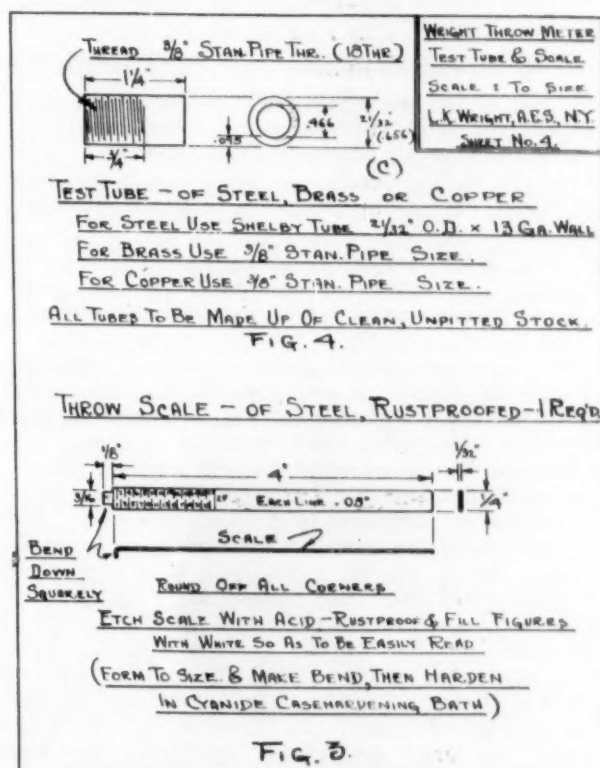 WRIGHT THROW METER
TEST TUBE & SCALE
SCALE : TO SIZE
L.K. WRIGHT, A.E.S., N.Y.
SHEET NO. 4.
THREAD 3/8" STAN. PIPE THR. (18 THR)
1 1/4"
3/4"
.095
.466
21/32"
(.656)
(C)
TEST TUBE - OF STEEL, BRASS OR COPPER
FOR STEEL USE SHELBY TUBE 21/32" O.D. × 13 GA. WALL
FOR BRASS USE 3/8" STAN. PIPE SIZE.
FOR COPPER USE 3/8" STAN. PIPE SIZE.
ALL TUBES TO BE MADE UP OF CLEAN, UNPITTED STOCK.
FIG. 4.
THROW SCALE - OF STEEL, RUSTPROOFED - 1 REQ'D
1/8"
4"
1/32"
3/16
EACH LINE .05"
1/4"
SCALE
BEND
DOWN
SQUARELY
ROUND OFF ALL CORNERS
ETCH SCALE WITH ACID - RUSTPROOF & FILL FIGURES
WITH WHITE SO AS TO BE EASILY READ
(FORM TO SIZE. & MAKE BEND, THEN HARDEN
IN CYANIDE CASEHARVENING BATH)
FIG. 3.